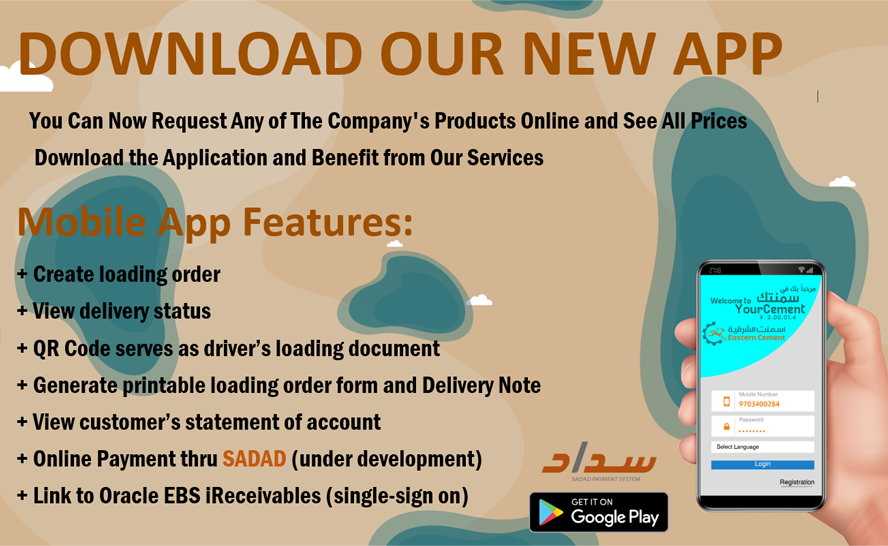 DOWNLOAD OUR NEW APP
You Can Now Request Any of The Company's Products Online and See All Prices
Download the Application and Benefit from Our Services
Mobile App Features:
+ Create loading order
+ View delivery status
+ QR Code serves as driver’s loading document
+ Generate printable loading order form and Delivery Note
+ View customer’s statement of account
+ Online Payment thru SADAD (under development)
+ Link to Oracle EBS iReceivables (single-sign on)
سداد
SADAD PAYMENT SYSTEM
GET IT ON
Google Play
مرحباً بك في
سمنتك
Welcome to
YourCement
V. 3.00.01.4
اسمنت الشرقية
Eastern Cement
Mobile Number
9703400284
Password
Select Language
Login
Registration